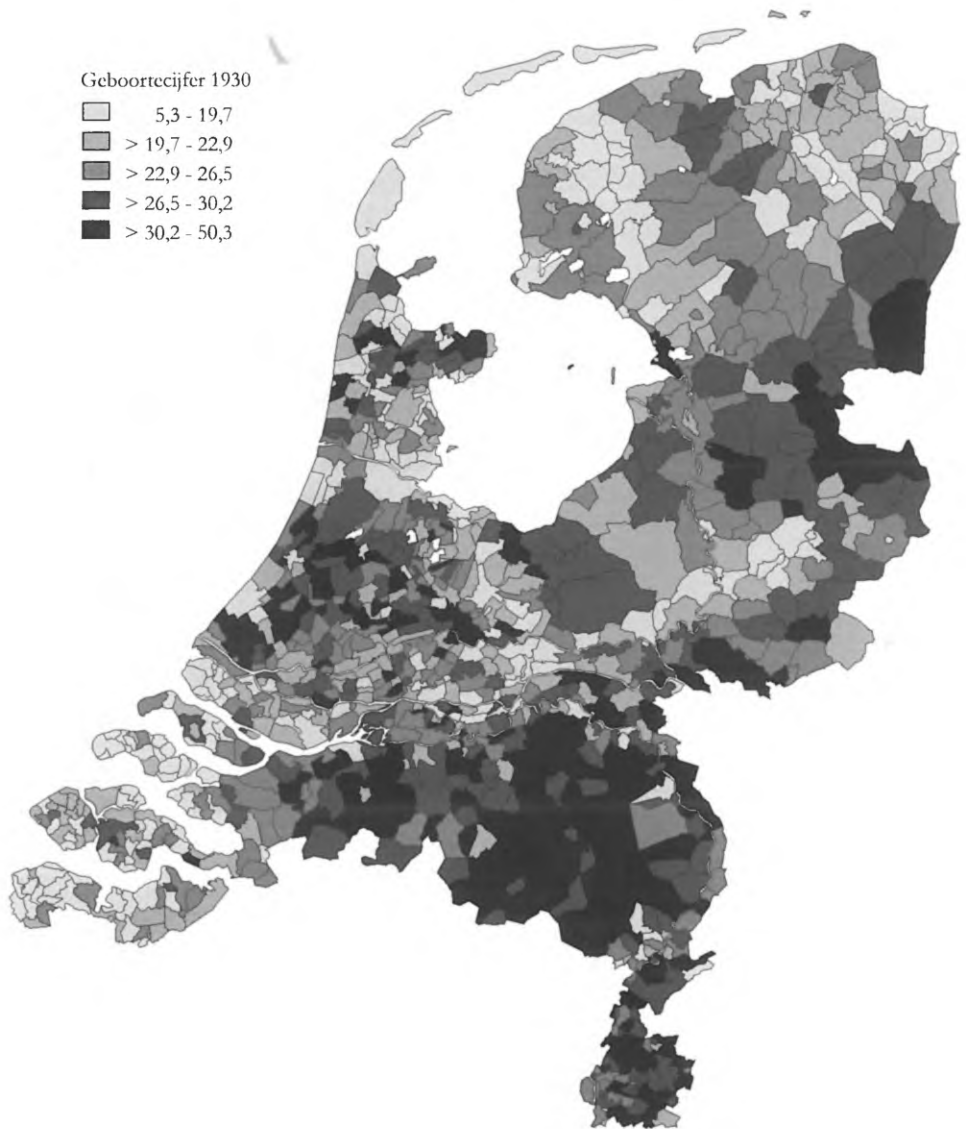 Geboortecijfer 1930
5,3 - 19,7
> 19,7 - 22,9
> 22,9 - 26,5
> 26,5 - 30,2
> 30,2 - 50,3